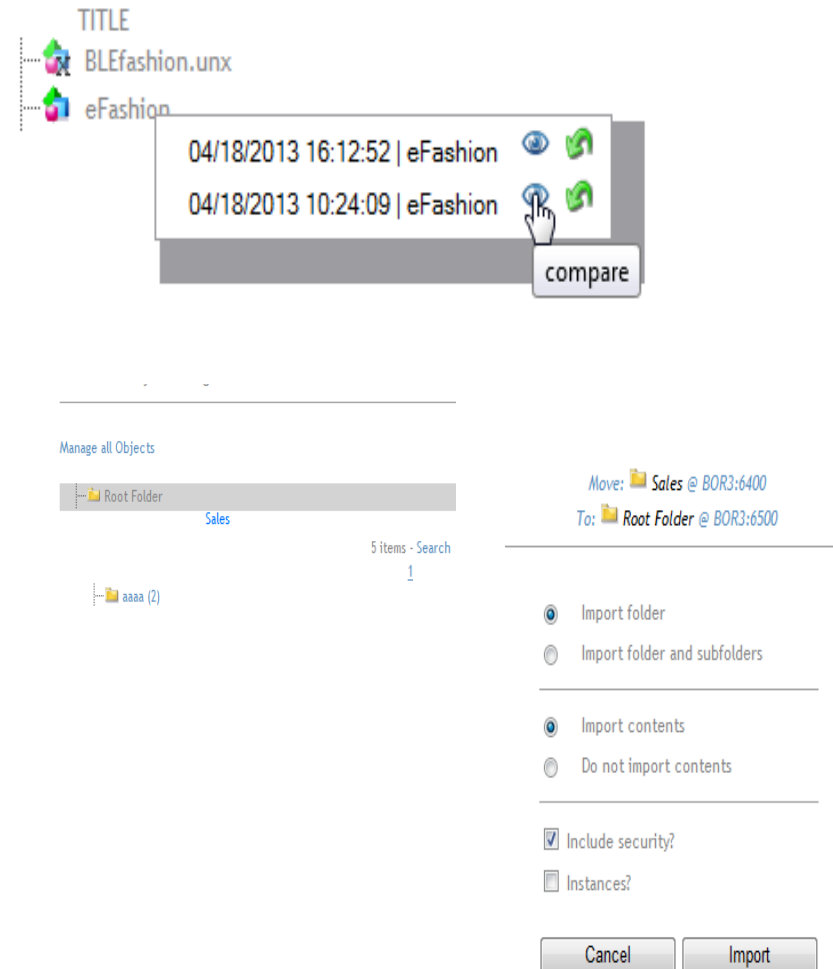 TITLE
BLEfashion.unx
eFashion
04/18/2013 16:12:52 | eFashion
04/18/2013 10:24:09 | eFashion
compare
Manage all Objects
Root Folder
Sales
5 items - Search
1
aaaa (2)
Move: Sales @ BOR3:6400
To: Root Folder @ BOR3:6500
Import folder
Import folder and subfolders
Import contents
Do not import contents
Include security?
Instances?
Cancel Import